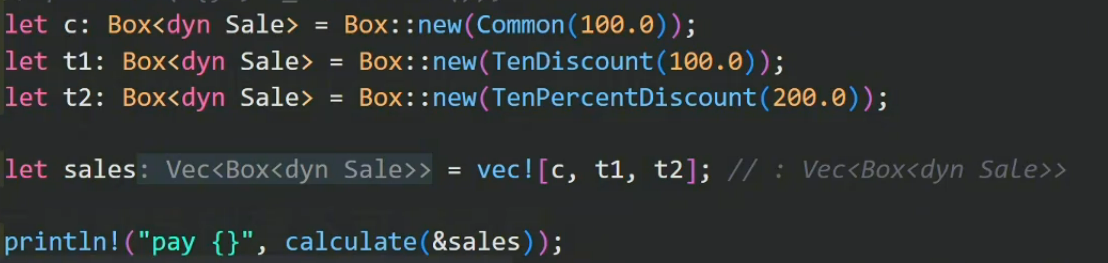 let c: Box<dyn Sale> = Box::new(Common(100.0));
let t1: Box<dyn Sale> = Box::new(TenDiscount(100.0));
let t2: Box<dyn Sale> = Box::new(TenPercentDiscount(200.0));
let sales: Vec<Box<dyn Sale>> = vec![c, t1, t2]; // : Vec<Box<dyn Sale>>
println!("pay {}", calculate(&sales));